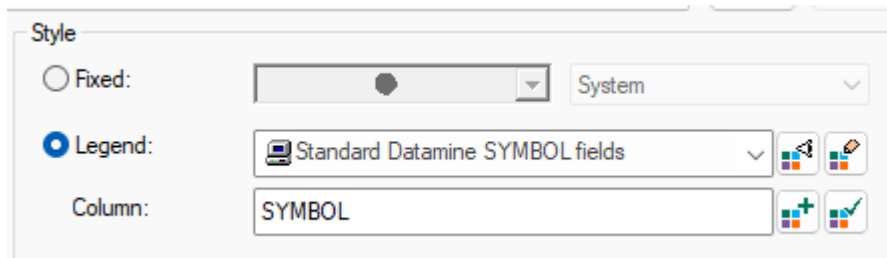 Style
Fixed: System
Legend: Standard Datamine SYMBOL fields
Column: SYMBOL